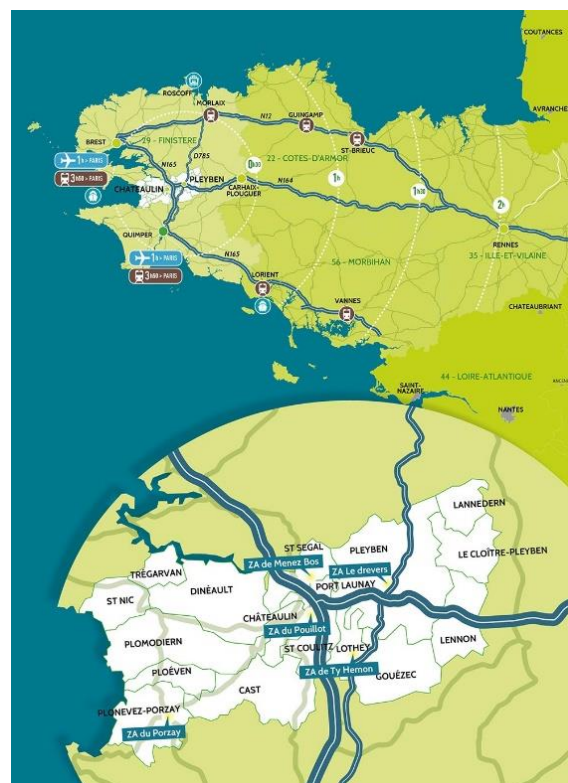 COUTANCES
AVRANCHES
ROSCOFF
MORLAIX
N12
GUINGAMP
ST-BRIEUC
BREST
29 - FINISTERE
22 - COTES-D'ARMOR
D785
N165
1h > PARIS
3h80 > PARIS
CHÂTEAULIN
PLEYBEN
0h30
1h
1h30
2h
CARHAIX-
PLOUGUER
N164
QUIMPER
RENNES
1h > PARIS
3h80 > PARIS
N165
LORIENT
56 - MORBIHAN
35 - ILLE-ET-VILAINE
VANNES
CHATEAUBRIANT
44 - LOIRE-ATLANTIQUE
SAINT-
NAZAIRE
NANTES
LANNEDERN
ST SEGAL
PLEYBEN
LE CLOÎTRE-PLEYBEN
ZA de Menez Bos
ZA Le drevers
TRÉGARVAN
PORT LAUNAY
DINÉAULT
ST NIC
CHÂTEAULIN
ZA du Pouillot
PLOMODIERN
ST COULITZ
LOTHEY
LENNON
PLOÉVEN
ZA de Ty Hemon
GOUÉZEC
CAST
PLONEVEZ-PORZAY
ZA du Porzay